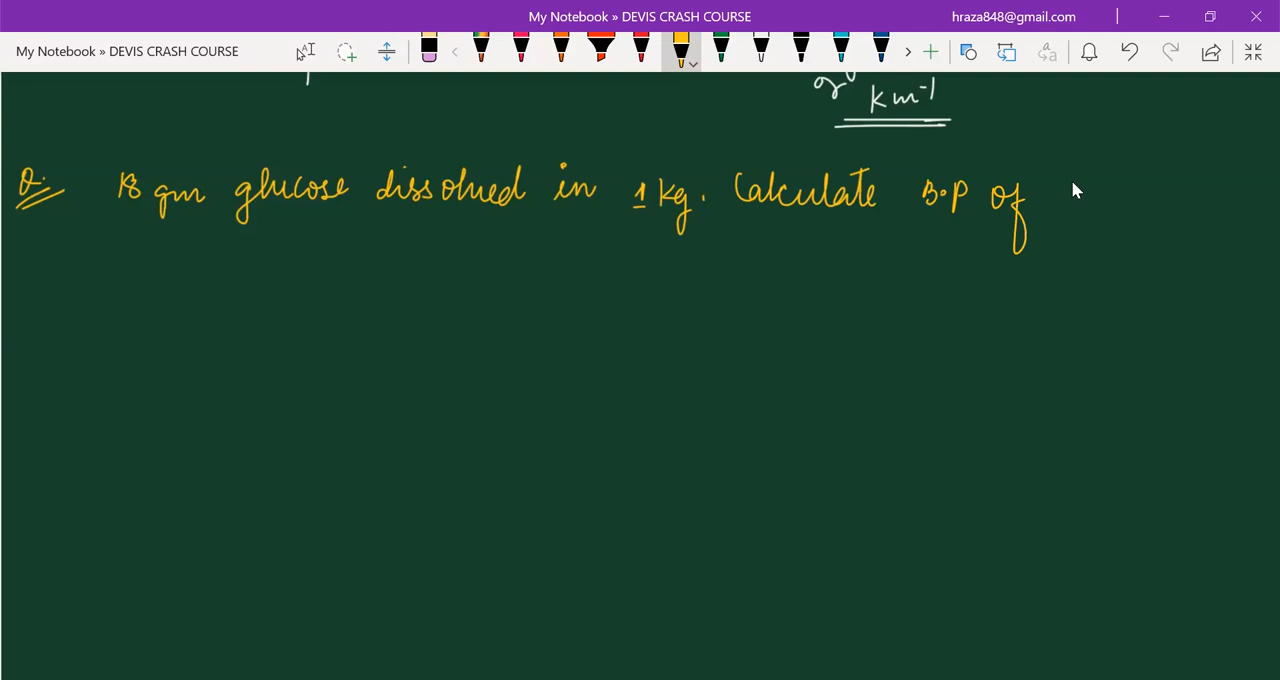 My Notebook » DEVIS CRASH COURSE
hraza848@gmail.com
My Notebook » DEVIS CRASH COURSE
K m⁻¹
Q. 18 gm glucose dissolved in 1 kg. Calculate B.P of